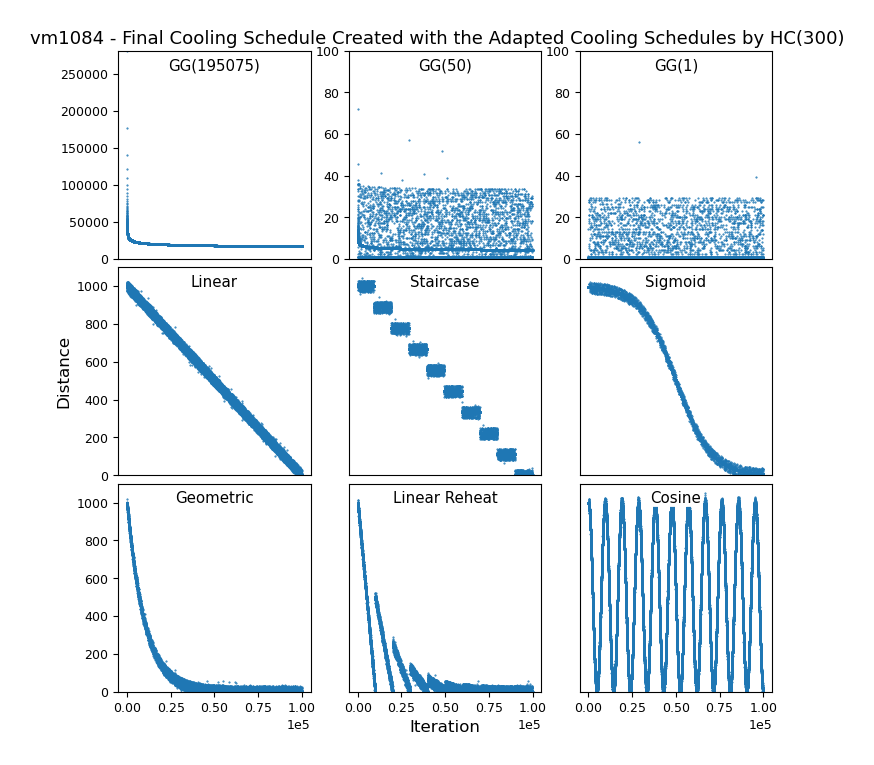 vm1084 - Final Cooling Schedule Created with the Adapted Cooling Schedules by HC(300)
GG(195075)
GG(50)
GG(1)
250000
200000
150000
100000
50000
0
100
80
60
40
20
0
100
80
60
40
20
0
Linear
Staircase
Sigmoid
1000
800
600
400
200
0
Distance
Geometric
Linear Reheat
Cosine
1000
800
600
400
200
0
0.00 0.25 0.50 0.75 1.00
1e5
0.00 0.25 0.50 0.75 1.00
1e5
0.00 0.25 0.50 0.75 1.00
1e5
Iteration